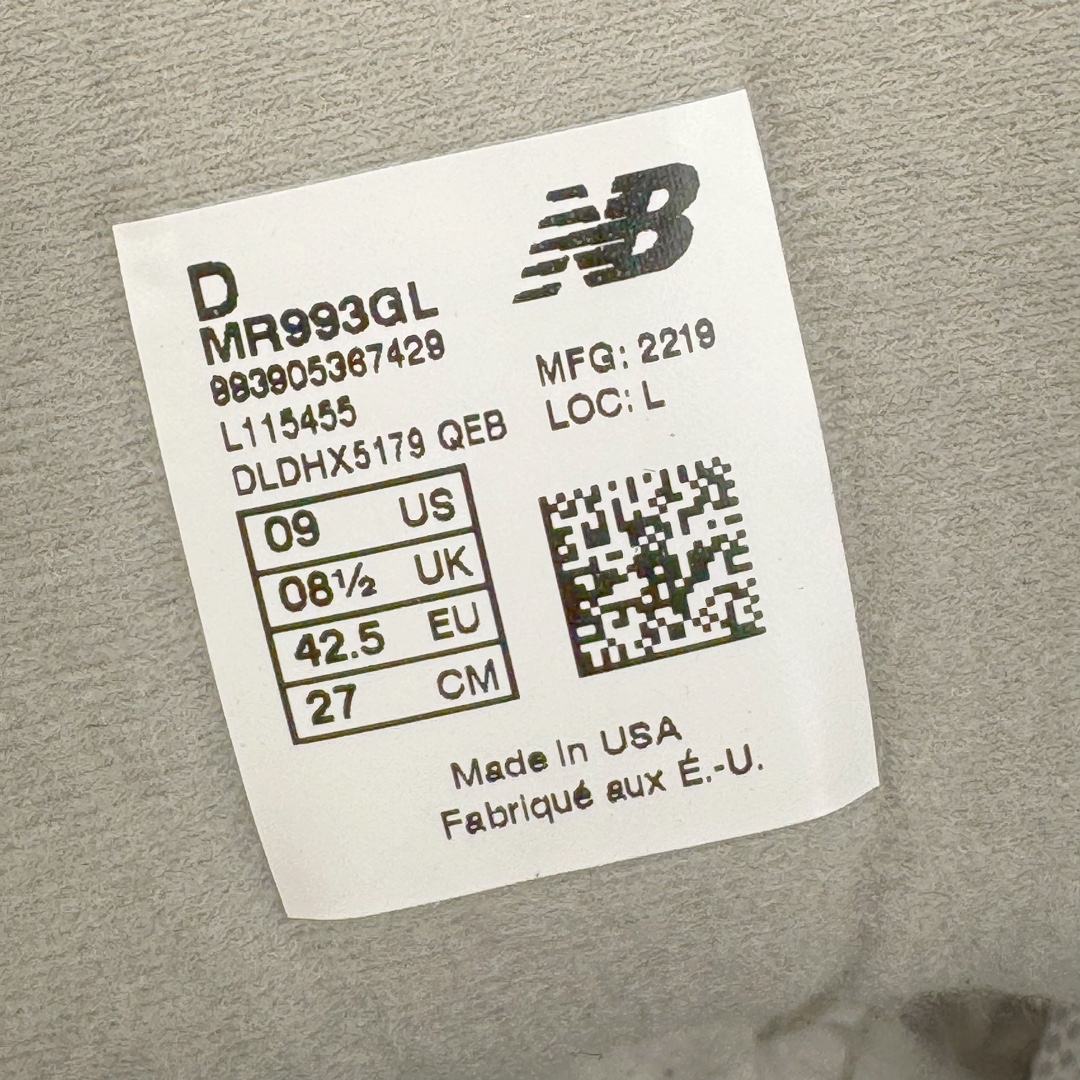 NB
D
MR993GL
883905367429
L115455
DLDHX5179 QEB
MFG: 2219
LOC: L
09 US
08½ UK
42.5 EU
27 CM
Made In USA
Fabriqué aux É.-U.